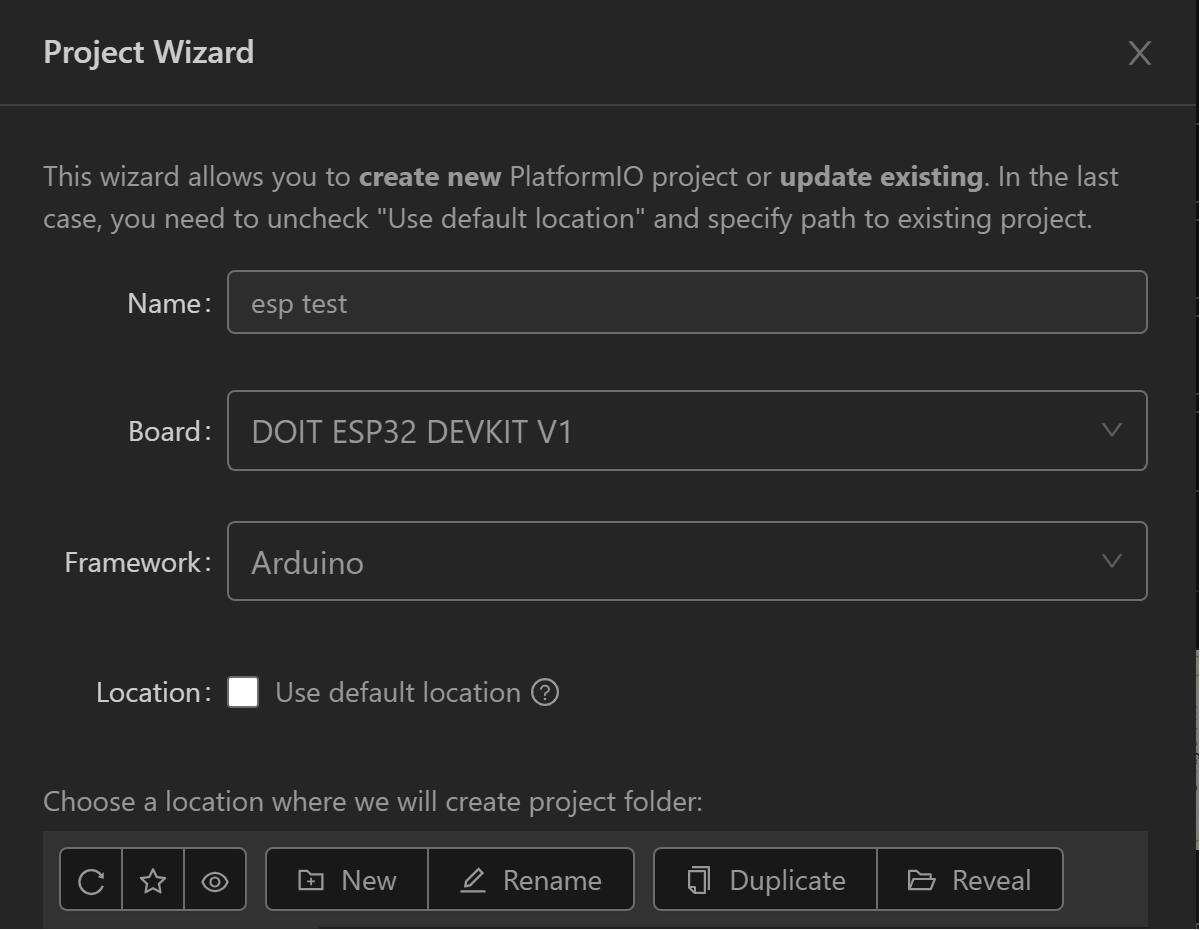 Project Wizard
This wizard allows you to create new PlatformIO project or update existing. In the last
case, you need to uncheck "Use default location" and specify path to existing project.
Name: esp test
Board: DOIT ESP32 DEVKIT V1
Framework: Arduino
Location: Use default location ?
Choose a location where we will create project folder:
New Rename Duplicate Reveal